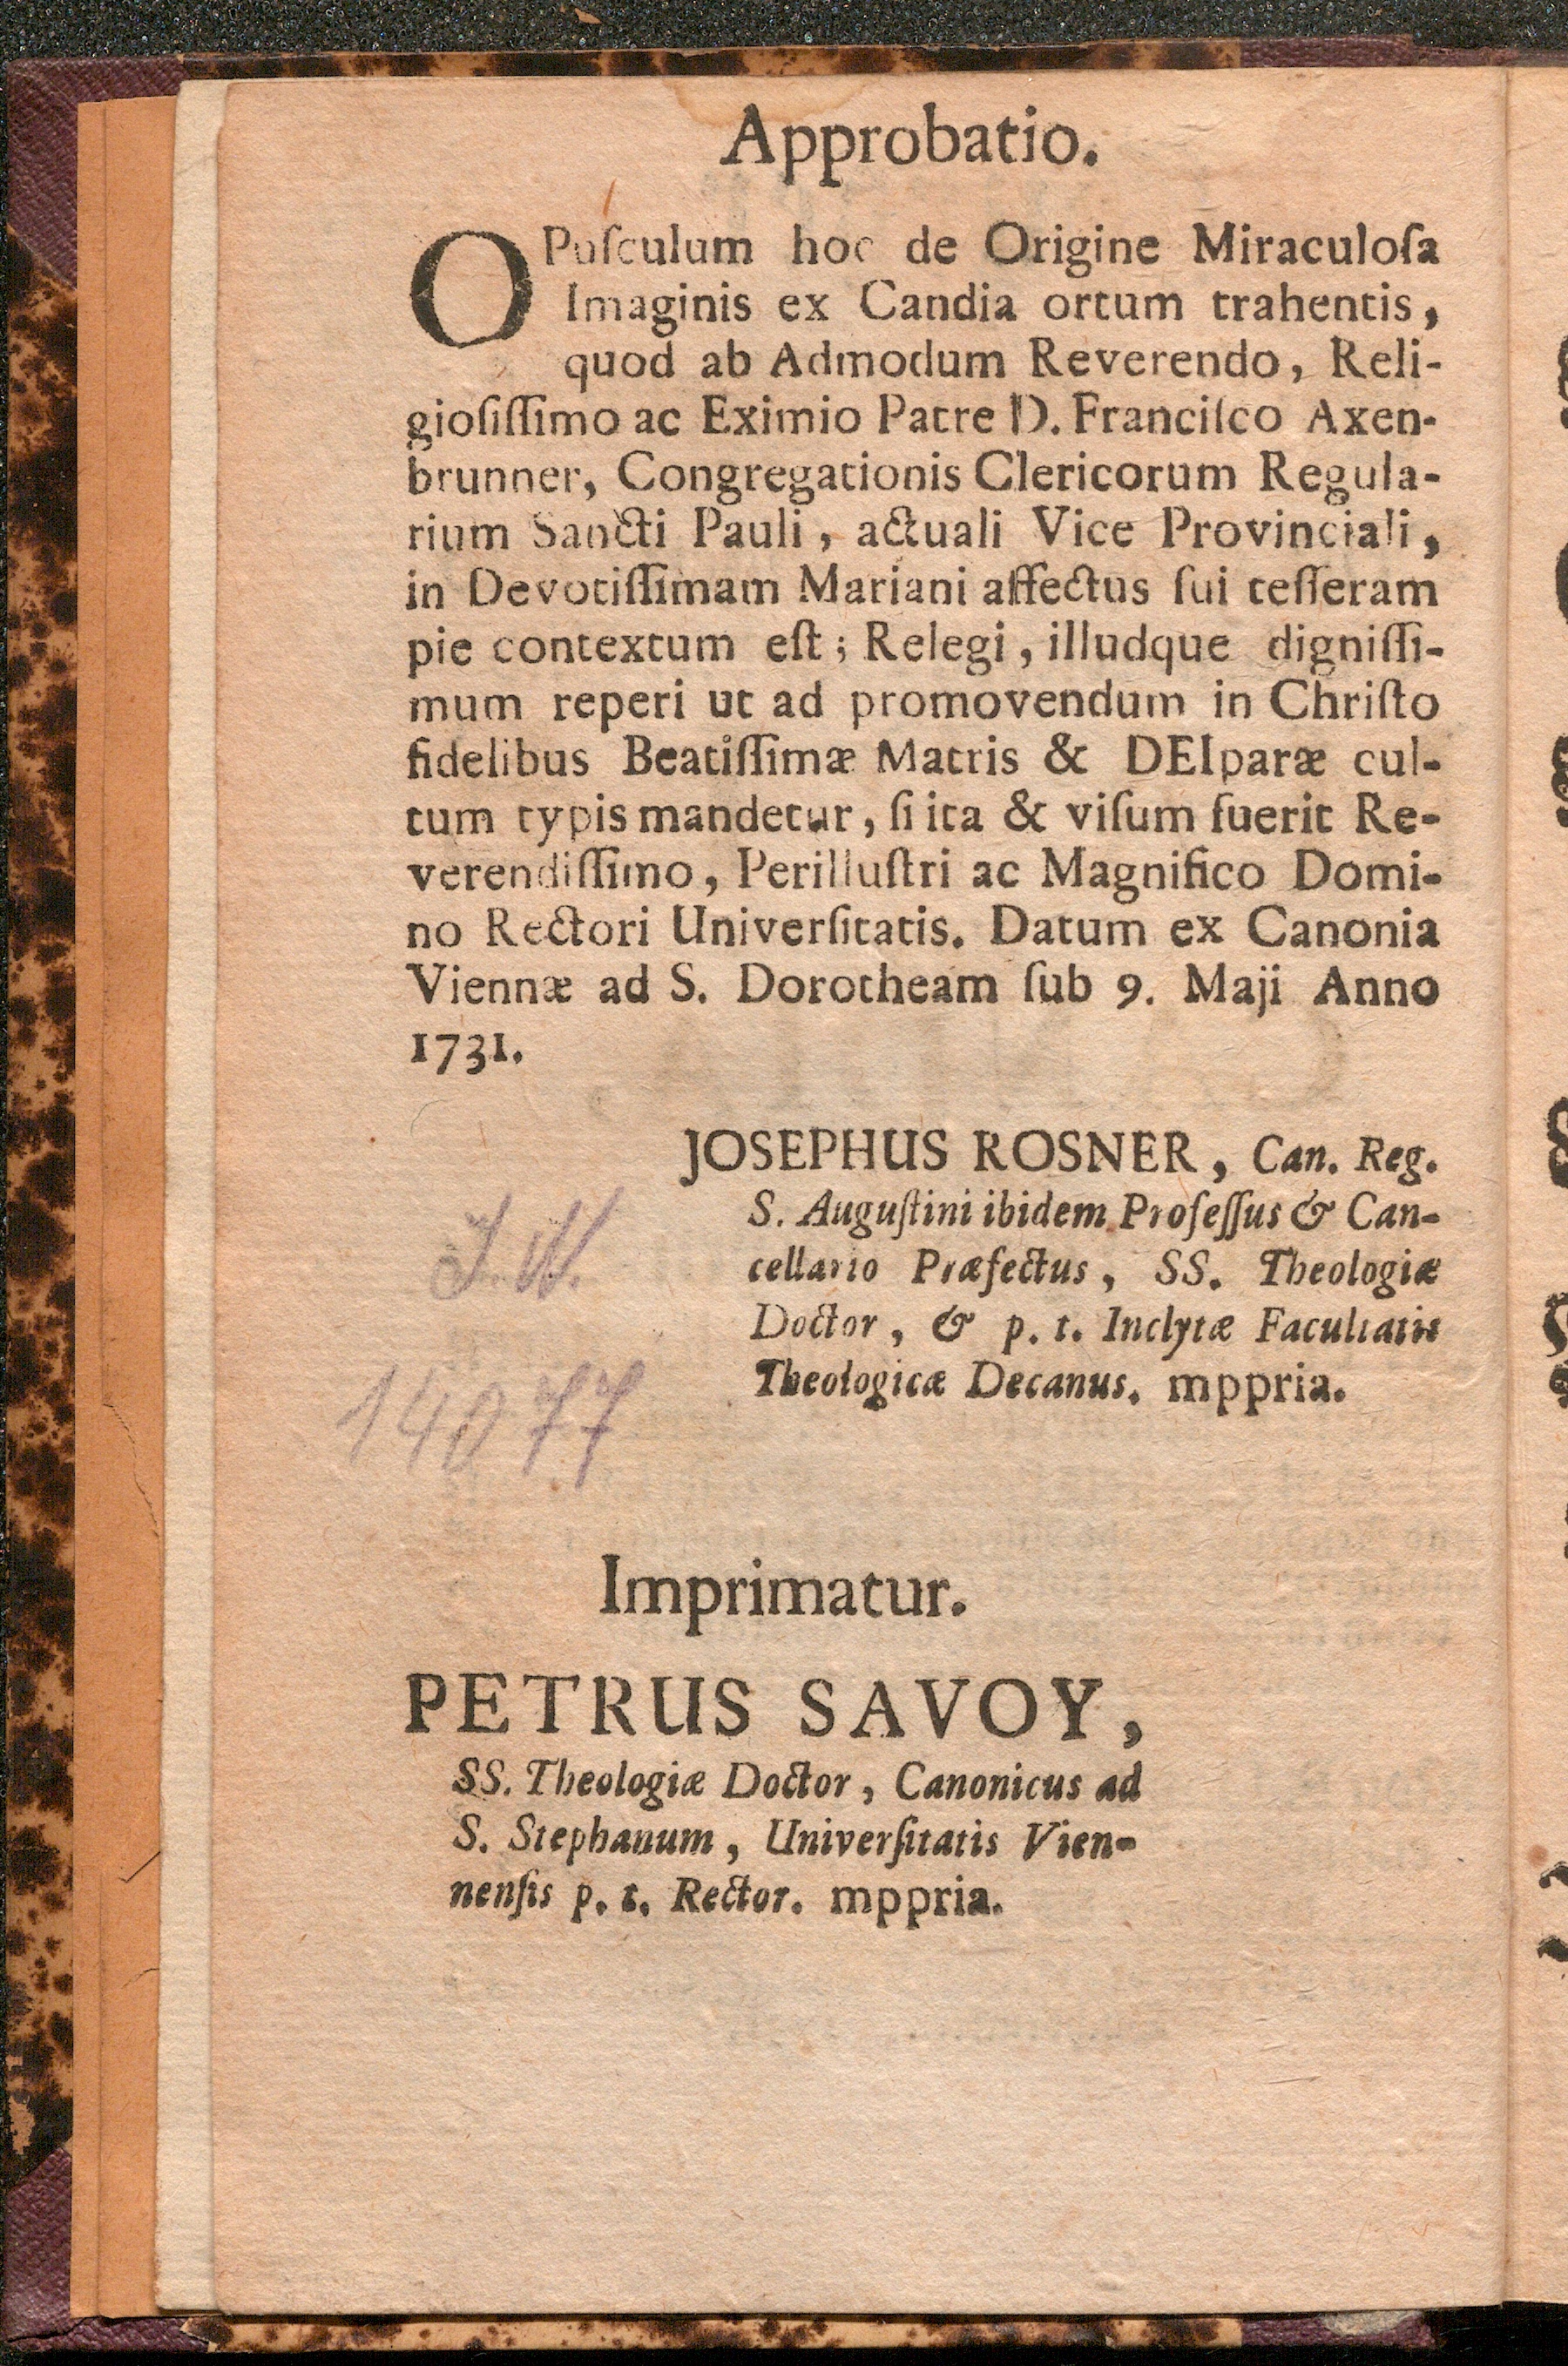 Approbatio.
OPuſculum hoc de Origine Miraculoſa
Imaginis ex Candia ortum trahentis,
quod ab Admodum Reverendo, Reli-
gioſiſſimo ac Eximio Patre D. Franciſco Axen-
brunner, Congregationis Clericorum Regula-
rium Sancti Pauli, actuali Vice Provinciali,
in Devotiſſimam Mariani affectus ſui teſſeram
pie contextum eſt; Relegi, illudque digniſſi-
mum reperi ut ad promovendum in Chriſto
fidelibus Beatiſſimæ Matris & DEIparæ cul-
tum typis mandetur, ſi ita & viſum fuerit Re-
verendiſſimo, Perilluſtri ac Magnifico Domi-
no Rectori Univerſitatis. Datum ex Canonia
Viennæ ad S. Dorotheam ſub 9. Maji Anno
1731.
JOSEPHUS ROSNER, Can. Reg.
S. Auguſtini ibidem Profeſſus & Can-
cellario Præfectus, SS. Theologiæ
Doctor, & p. t. Inclytæ Facultatis
Theologicæ Decanus. mppria.
J. N.
14077
Imprimatur.
PETRUS SAVOY,
SS. Theologiæ Doctor, Canonicus ad
S. Stephanum, Univerſitatis Vien-
nenſis p. t. Rector. mppria.